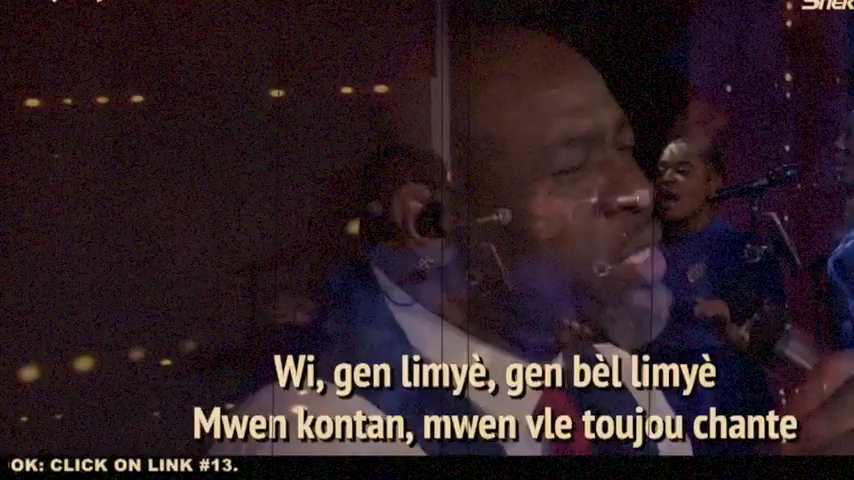 Wi, gen limyè, gen bèl limyè
Mwen kontan, mwen vle toujou chante
OK: CLICK ON LINK #13.